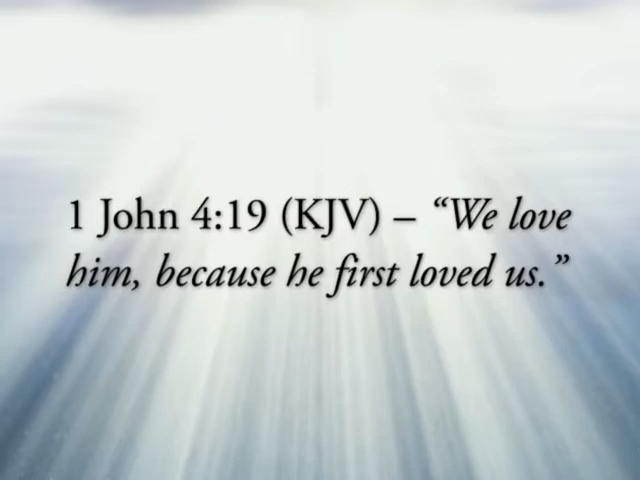 1 John 4:19 (KJV) – “We love
him, because he first loved us.”